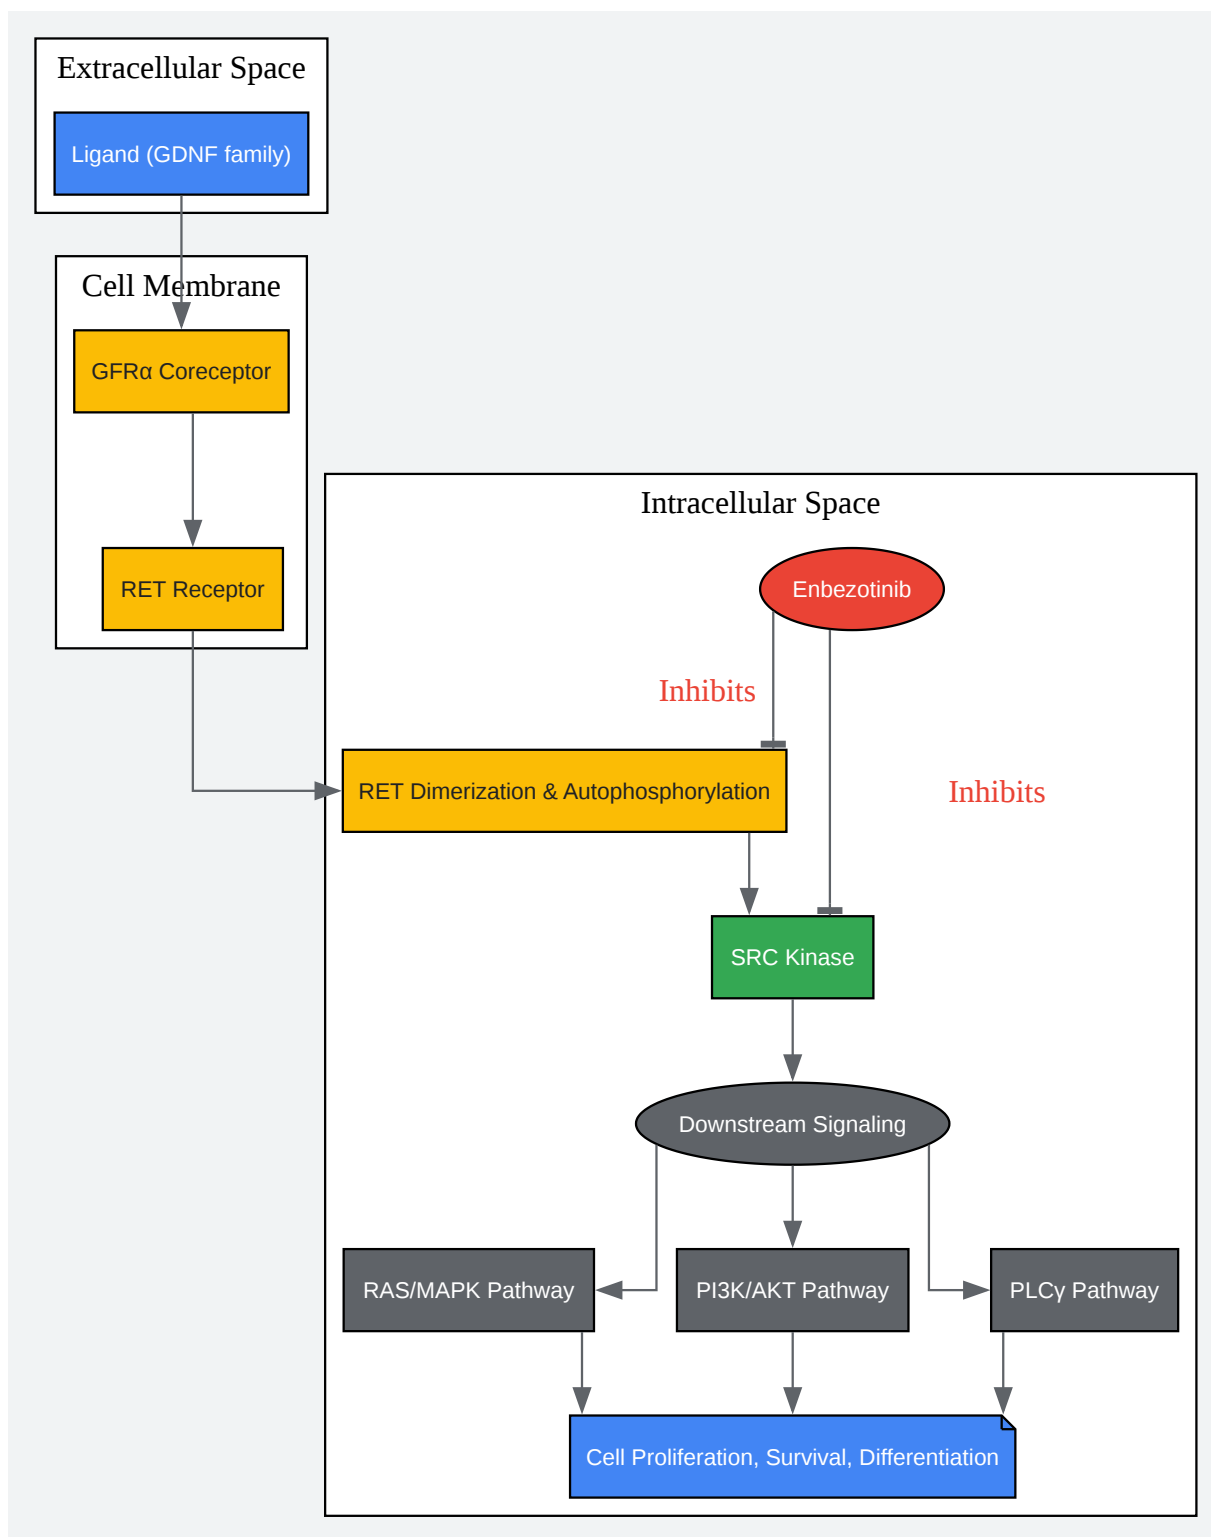 Extracellular Space
Ligand (GDNF family)
Cell Membrane
GFRα Coreceptor
RET Receptor
Intracellular Space
Enbezotinib
Inhibits
Inhibits
RET Dimerization & Autophosphorylation
SRC Kinase
Downstream Signaling
RAS/MAPK Pathway
PI3K/AKT Pathway
PLCγ Pathway
Cell Proliferation, Survival, Differentiation